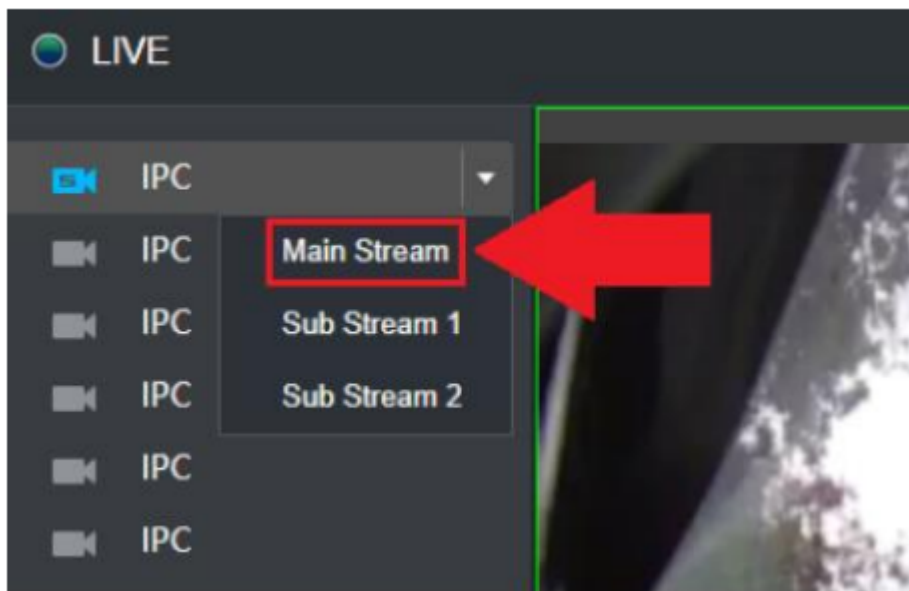 LIVE
IPC
IPC
Main Stream
IPC
Sub Stream 1
IPC
Sub Stream 2
IPC
IPC